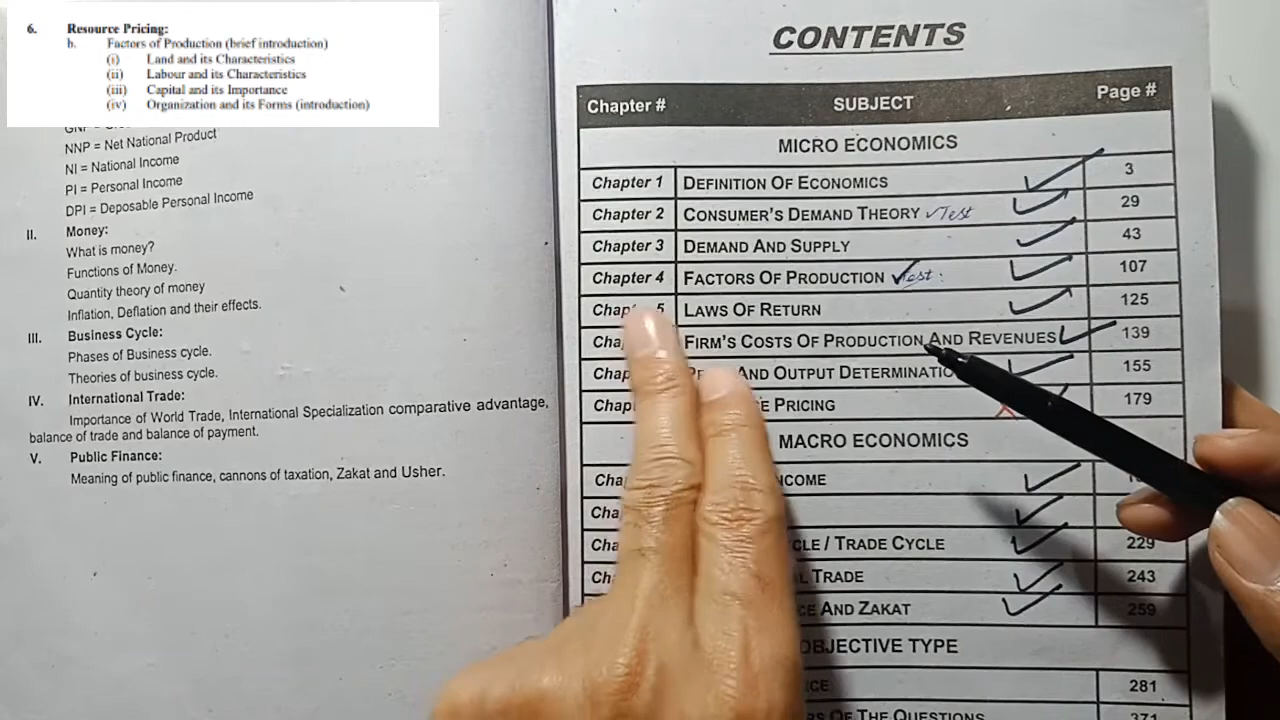 6. Resource Pricing:
b. Factors of Production (brief introduction)
(i) Land and its Characteristics
(ii) Labour and its Characteristics
(iii) Capital and its Importance
(iv) Organization and its Forms (introduction)
NNP = Net National Product
NI = National Income
PI = Personal Income
DPI = Deposable Personal Income
II. Money:
What is money?
Functions of Money.
Quantity theory of money
Inflation, Deflation and their effects.
III. Business Cycle:
Phases of Business cycle.
Theories of business cycle.
IV. International Trade:
Importance of World Trade, International Specialization comparative advantage,
balance of trade and balance of payment.
V. Public Finance:
Meaning of public finance, cannons of taxation, Zakat and Usher.
CONTENTS
Chapter # SUBJECT Page #
MICRO ECONOMICS
Chapter 1 DEFINITION OF ECONOMICS 3
Chapter 2 CONSUMER'S DEMAND THEORY Test 29
Chapter 3 DEMAND AND SUPPLY 43
Chapter 4 FACTORS OF PRODUCTION Test 107
5 LAWS OF RETURN 125
FIRM'S COSTS OF PRODUCTION AND REVENUES 139
AND OUTPUT 155
PRICING 179
MACRO ECONOMICS
/ TRADE CYCLE 229
TRADE 243
AND ZAKAT 259
OBJECTIVE TYPE
281
OF THE QUESTIONS 371